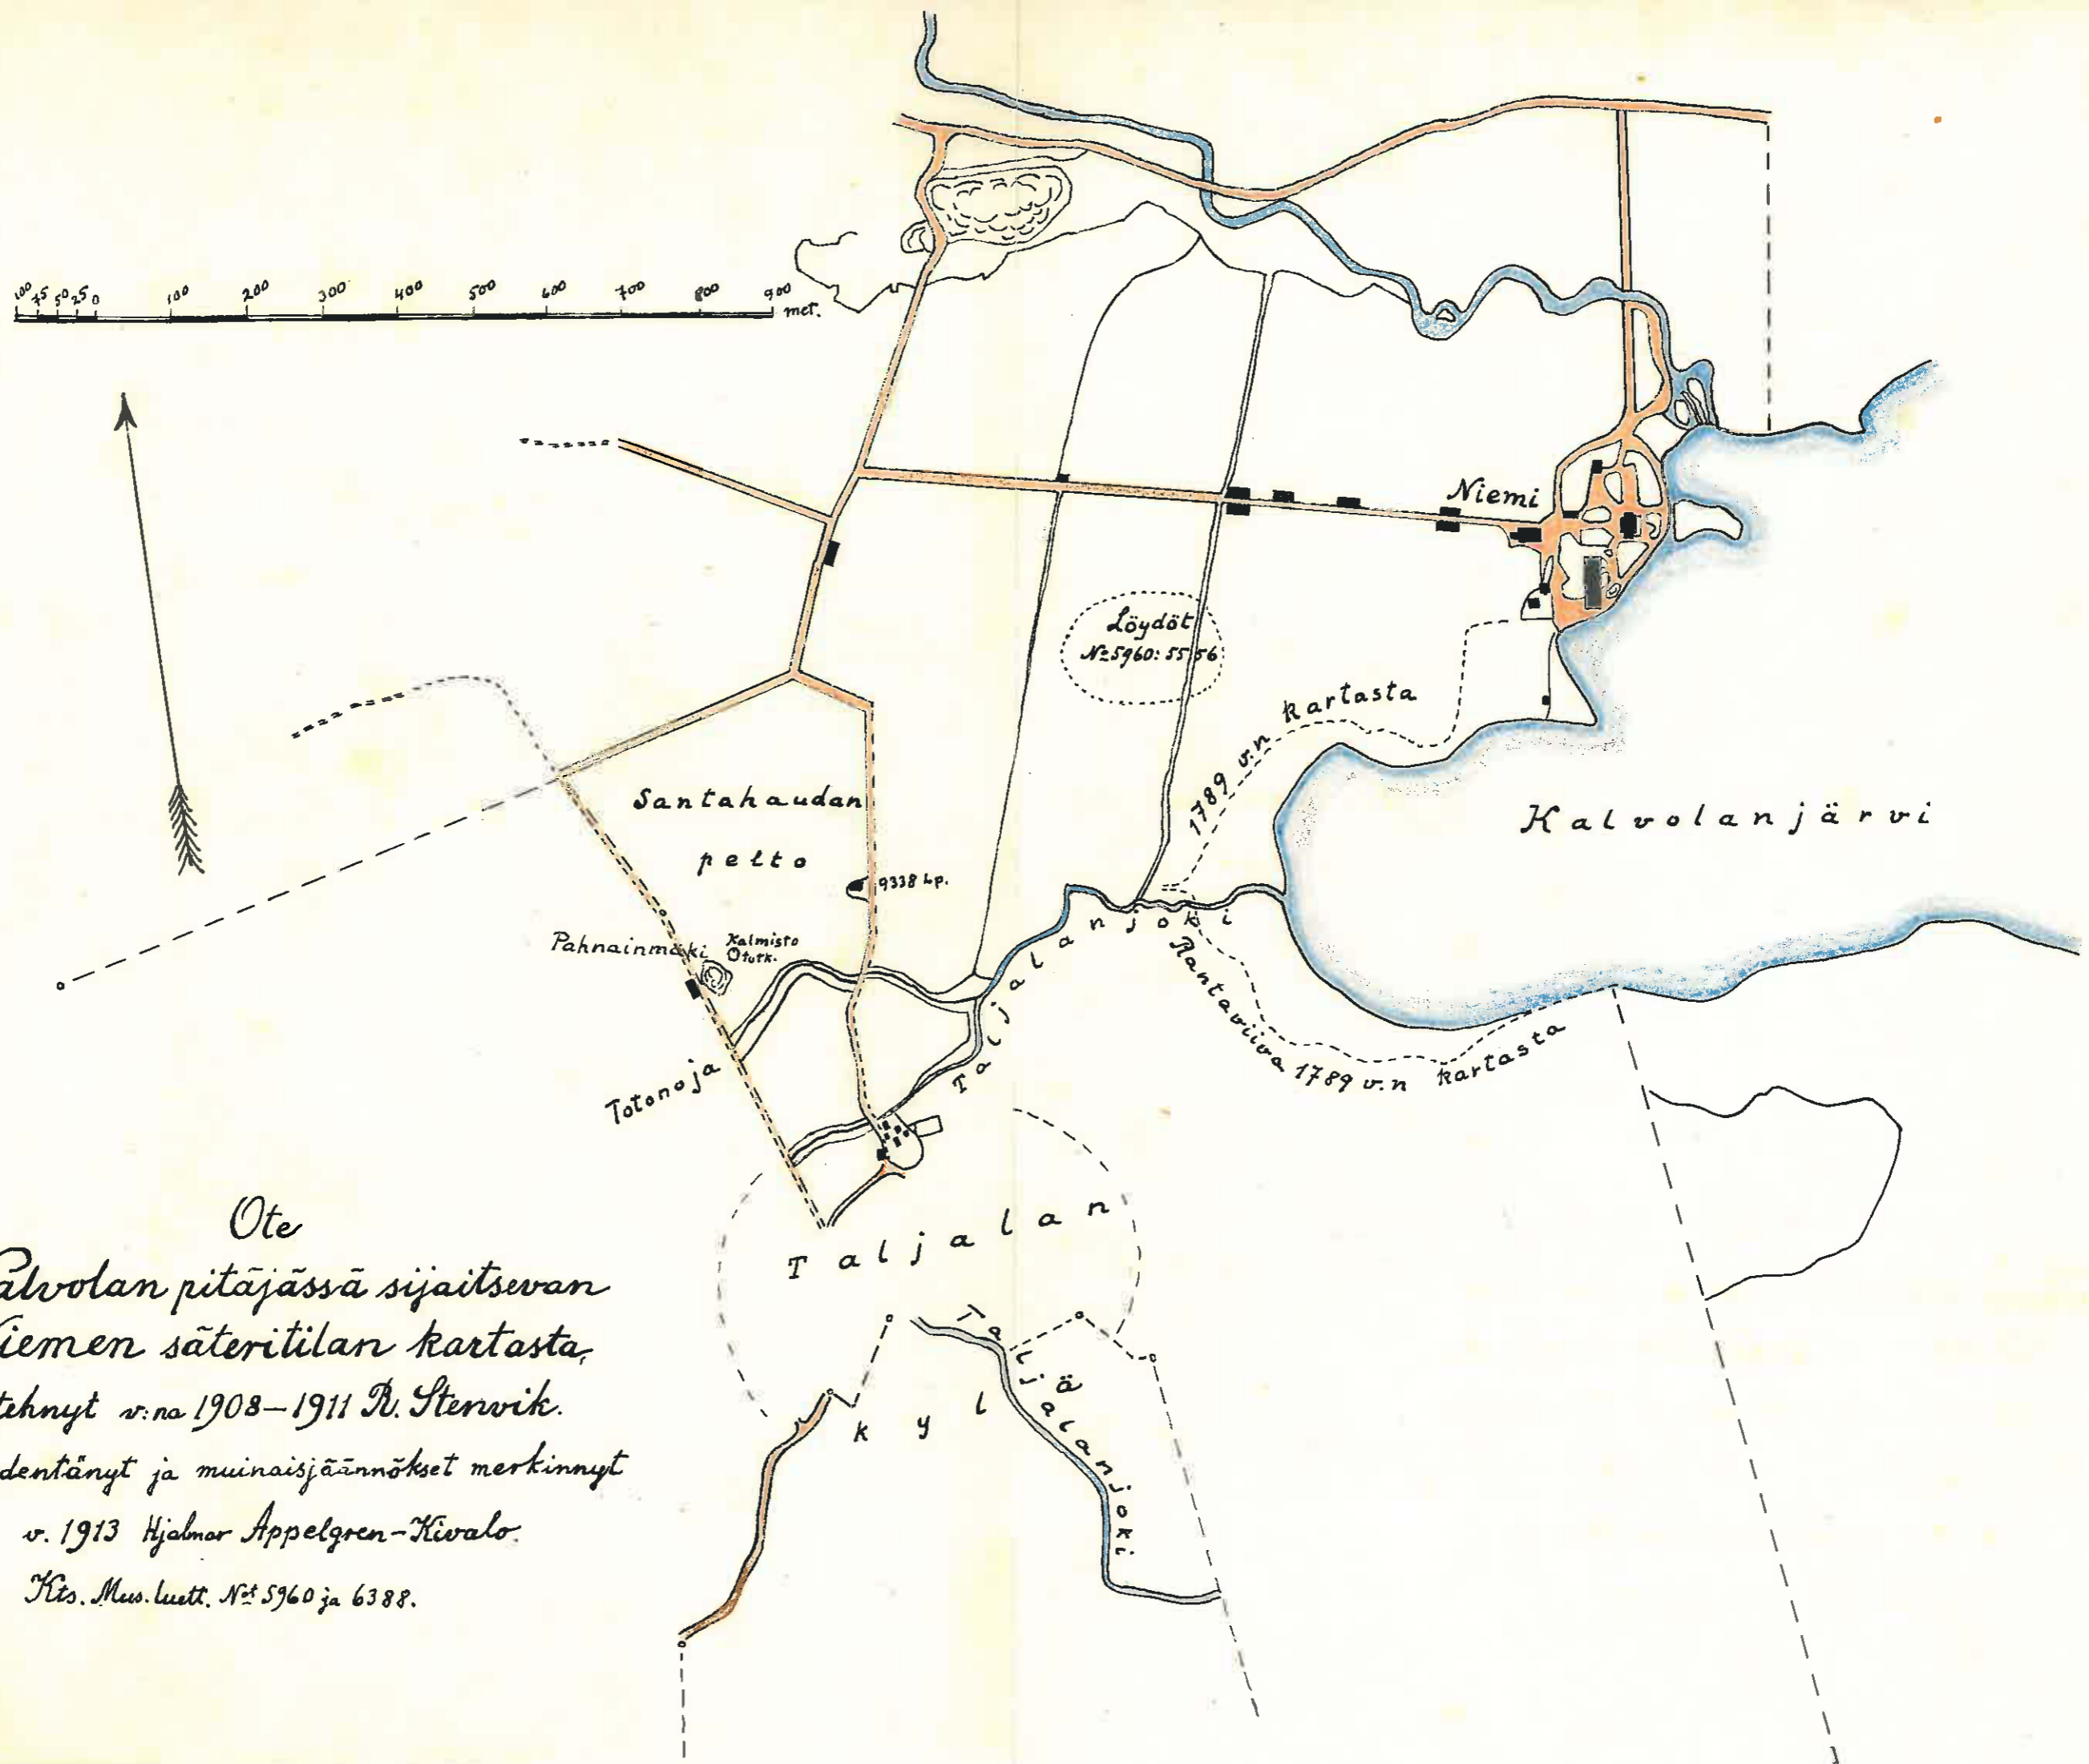 100 75 50 25 0 100 200 300 400 500 600 700 800 900 met.
Niemi
Löydöt
No 5960: 55,56
1789 v:n kartasta
Kalvolanjärvi
Santahaudan
pelto
9338 Lp.
Pahnainmäki
Kalmisto
O tutk.
Totonoja
Taljalanjoki
Rantaviiva 1789 v.n kartasta
Taljalan
kylä
Taljalanjoki
Ote
alvolan pitäjässä sijaitsevan
iemen säteritilan kartasta,
tehnyt v:na 1908–1911 R. Stenvik.
dentänyt ja muinaisjäännökset merkinnyt
v. 1913 Hjalmar Appelgren-Kivalo.
Kts. Mus. luett. Not 5960 ja 6388.